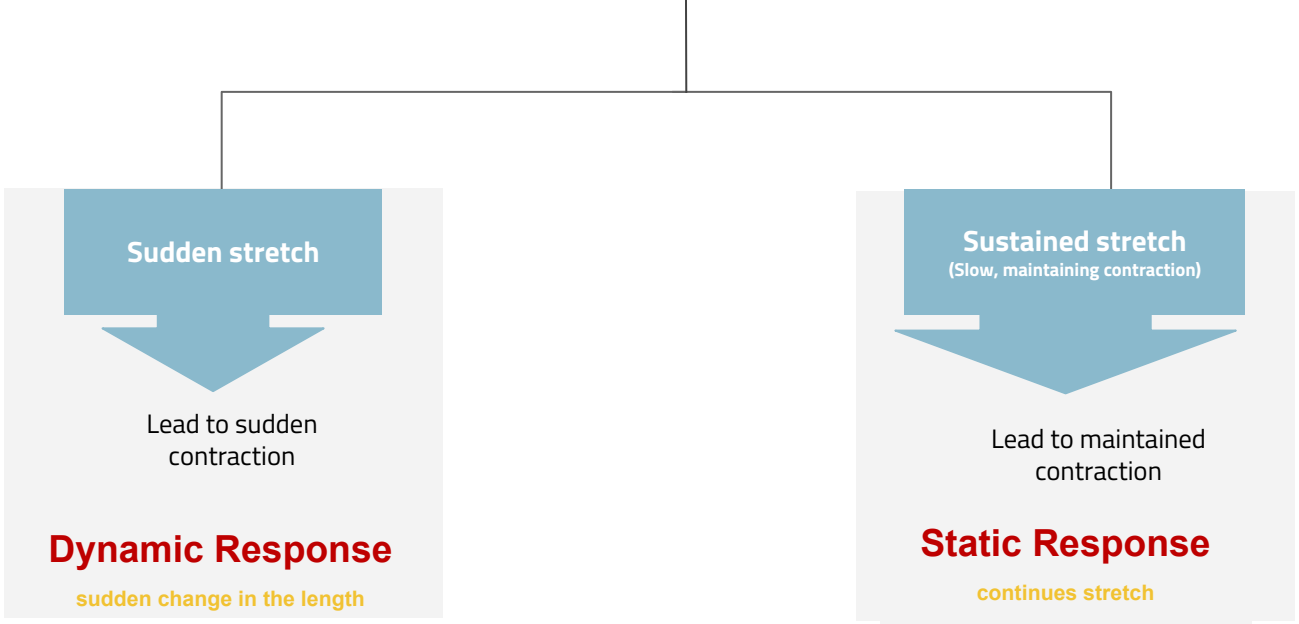 Sudden stretch
Lead to sudden
contraction
Dynamic Response
sudden change in the length
Sustained stretch
(Slow, maintaining contraction)
Lead to maintained
contraction
Static Response
continues stretch